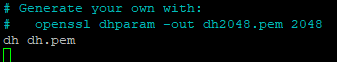 # Generate your own with:
#   openssl dhparam -out dh2048.pem 2048
dh dh.pem